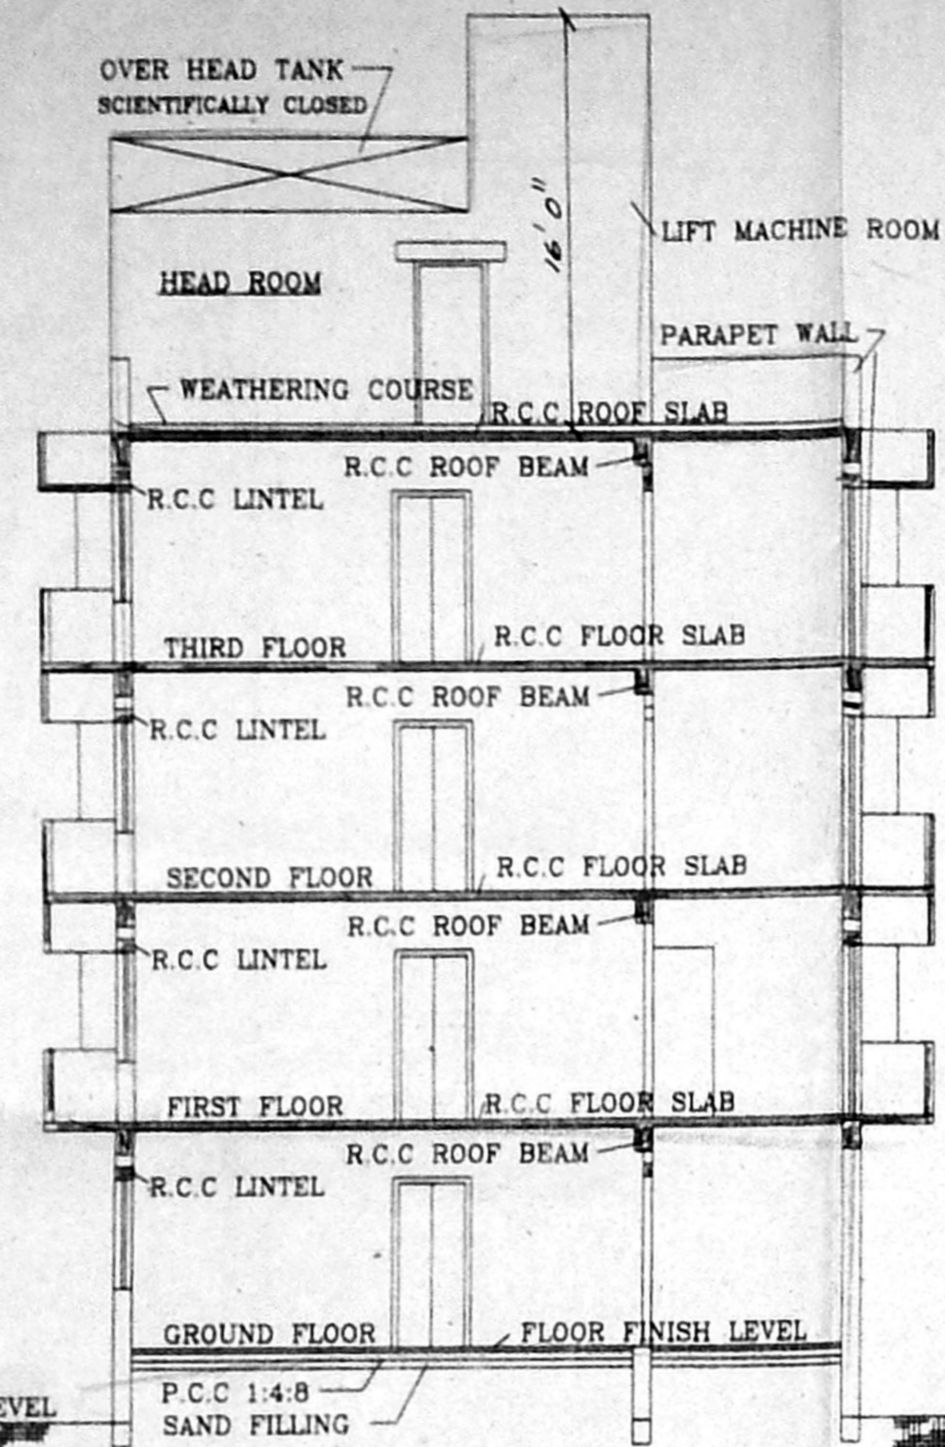 OVER HEAD TANK
SCIENTIFICALLY CLOSED
16' 0"
LIFT MACHINE ROOM
HEAD ROOM
PARAPET WALL
WEATHERING COURSE
R.C.C ROOF SLAB
R.C.C ROOF BEAM
R.C.C LINTEL
R.C.C FLOOR SLAB
THIRD FLOOR
R.C.C ROOF BEAM
R.C.C LINTEL
R.C.C FLOOR SLAB
SECOND FLOOR
R.C.C ROOF BEAM
R.C.C LINTEL
R.C.C FLOOR SLAB
FIRST FLOOR
R.C.C ROOF BEAM
R.C.C LINTEL
GROUND FLOOR
FLOOR FINISH LEVEL
P.C.C 1:4:8
EVEL
SAND FILLING